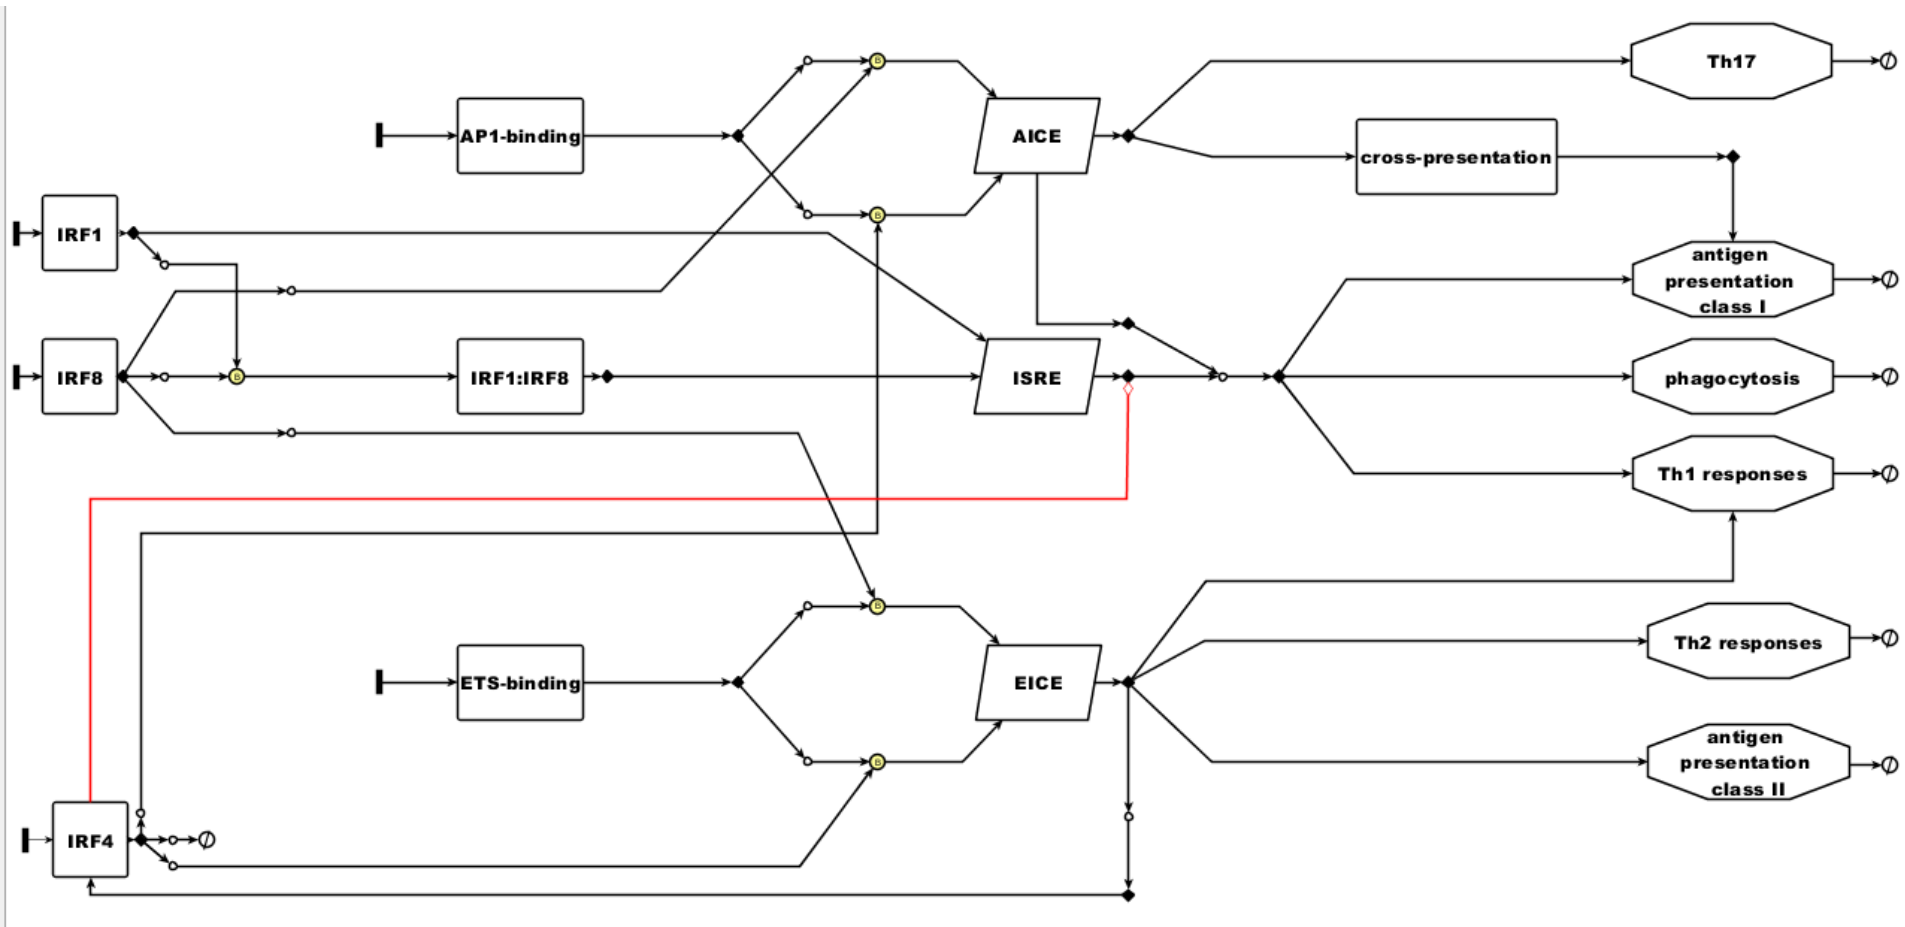 Th17
AP1-binding
AICE
cross-presentation
IRF1
antigen
presentation
class I
IRF8
IRF1:IRF8
ISRE
phagocytosis
Th1 responses
Th2 responses
ETS-binding
EICE
antigen
presentation
class II
IRF4
B
B
B
B
B